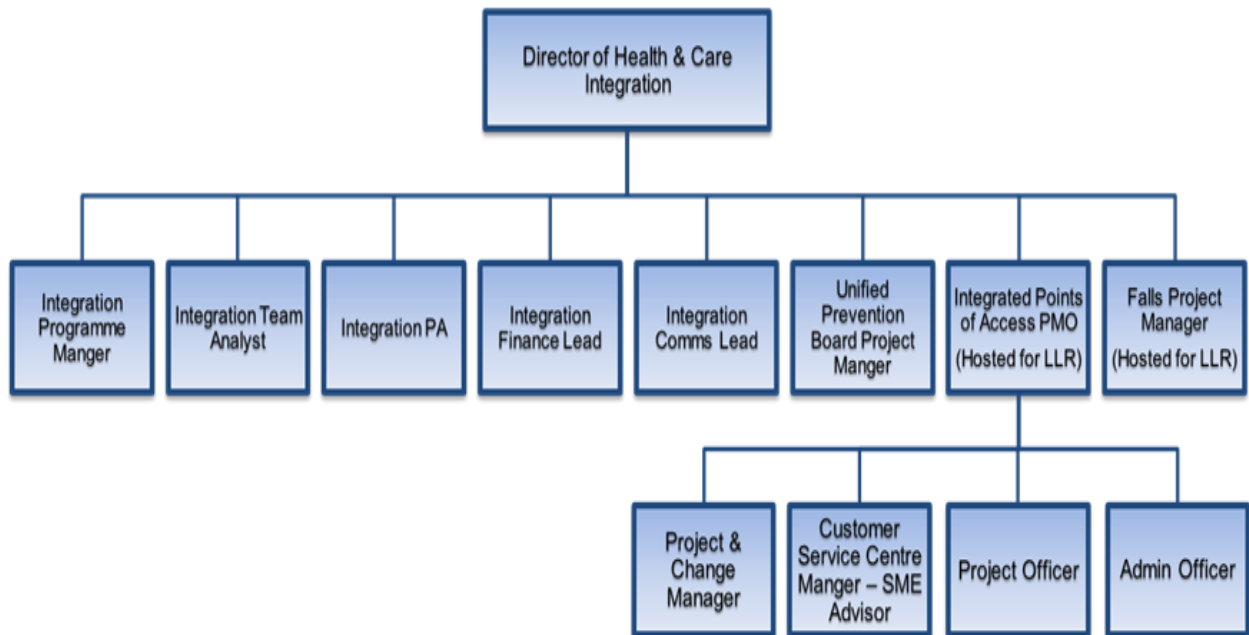 Director of Health & Care
Integration
Integration
Programme
Manger
Integration Team
Analyst
Integration PA
Integration
Finance Lead
Integration
Comms Lead
Unified
Prevention
Board Project
Manger
Integrated Points
of Access PMO
(Hosted for LLR)
Falls Project
Manager
(Hosted for LLR)
Project &
Change
Manager
Customer
Service Centre
Manger – SME
Advisor
Project Officer
Admin Officer